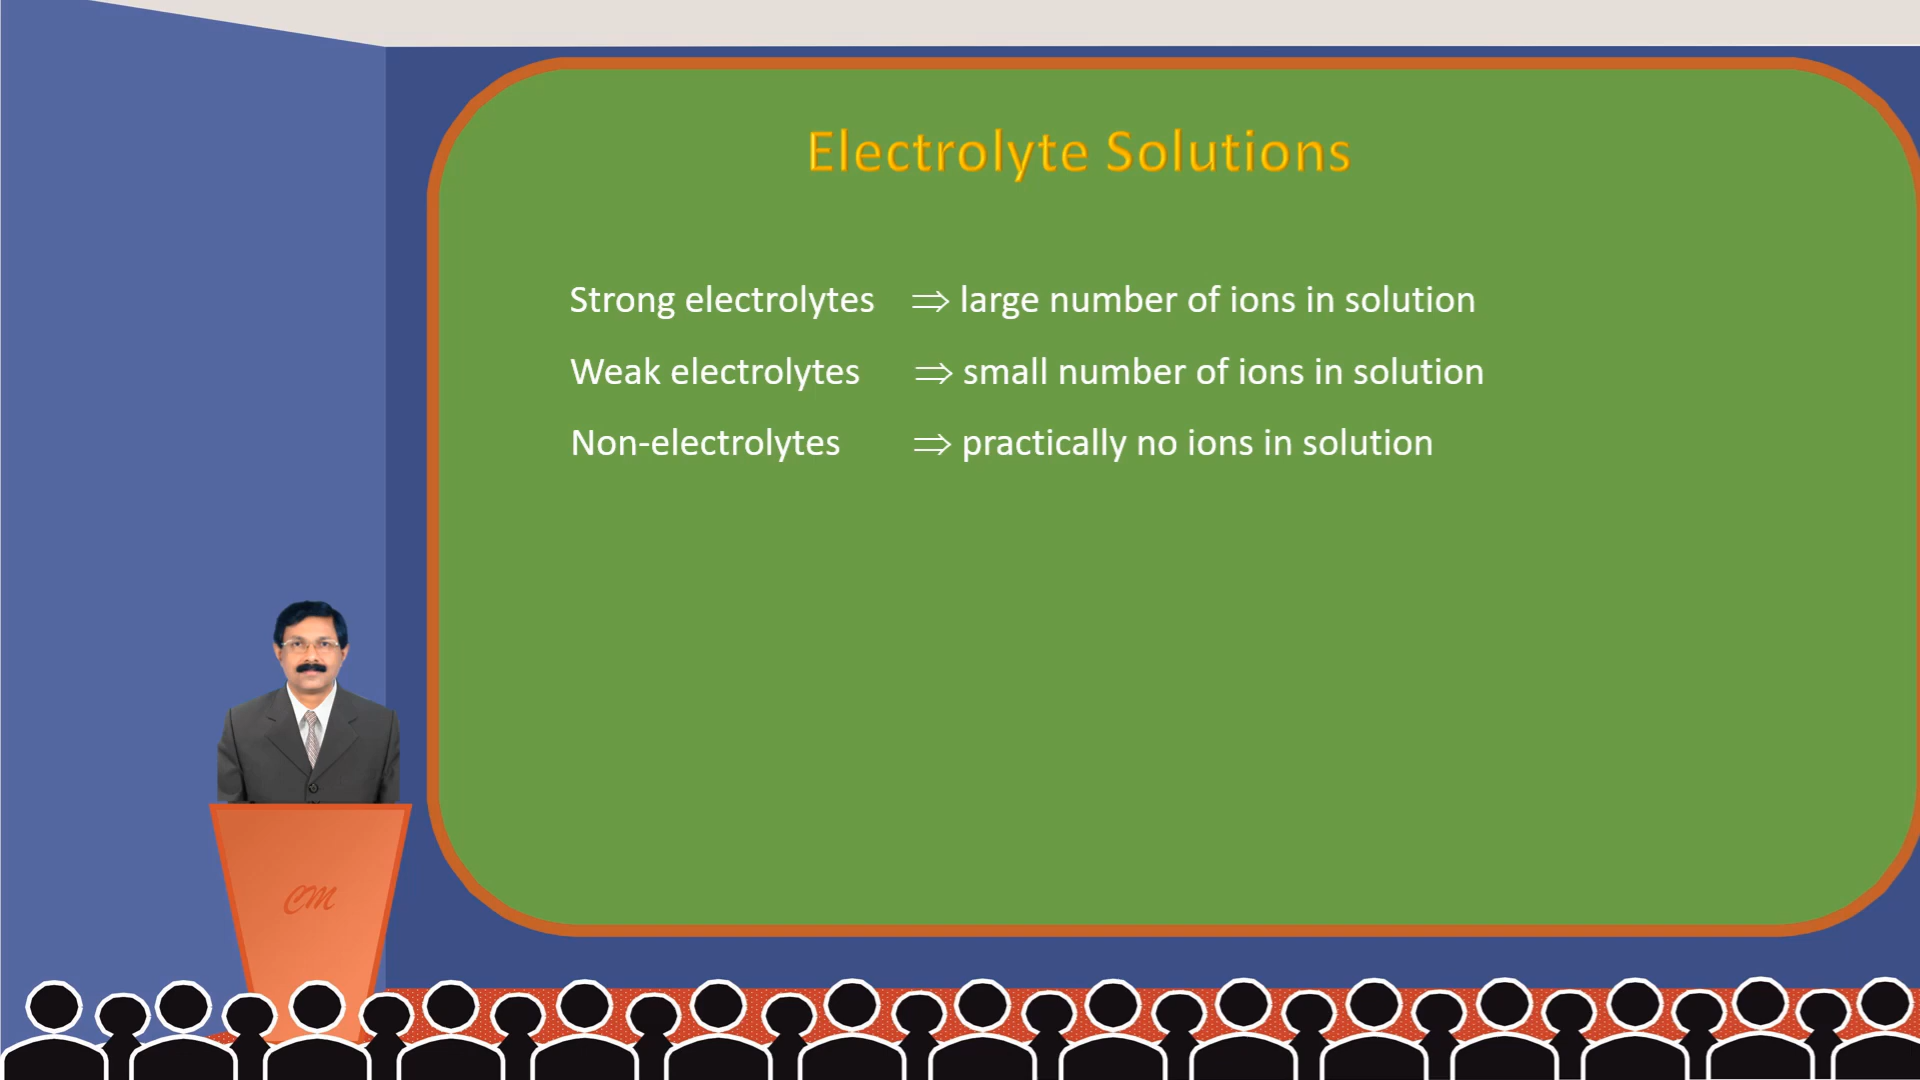 Electrolyte Solutions
Strong electrolytes ⇒ large number of ions in solution
Weak electrolytes ⇒ small number of ions in solution
Non-electrolytes ⇒ practically no ions in solution
CM